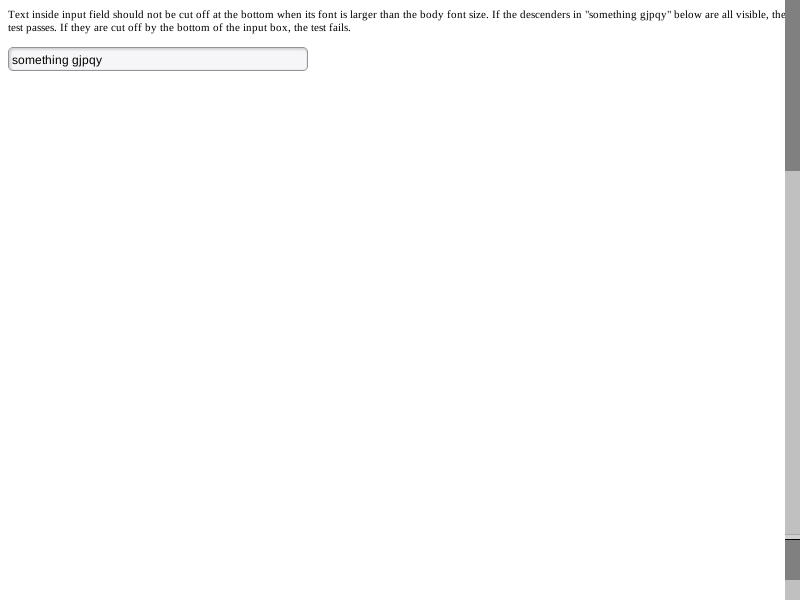 Text inside input field should not be cut off at the bottom when its font is larger than the body font size. If the descenders in "something gjpqy" below are all visible, the
test passes. If they are cut off by the bottom of the input box, the test fails.
something gjpqy